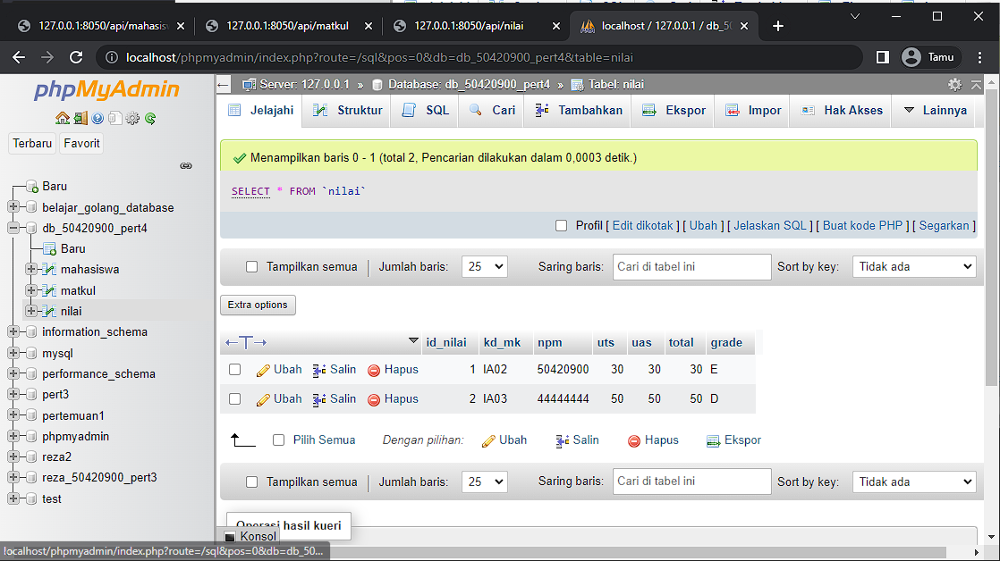 127.0.0.1:8050/api/mahasis
127.0.0.1:8050/api/matkul
127.0.0.1:8050/api/nilai
localhost / 127.0.0.1 / db_50
localhost/phpmyadmin/index.php?route=/sql&pos=0&db=db_50420900_pert4&table=nilai
Tamu
phpMyAdmin
Terbaru Favorit
Baru
belajar_golang_database
db_50420900_pert4
Baru
mahasiswa
matkul
nilai
information_schema
mysql
performance_schema
pert3
pertemuan1
phpmyadmin
reza2
reza_50420900_pert3
test
Server: 127.0.0.1 » Database: db_50420900_pert4 » Tabel: nilai
Jelajahi Struktur SQL Cari Tambahkan Ekspor Impor Hak Akses Lainnya
Menampilkan baris 0 - 1 (total 2, Pencarian dilakukan dalam 0,0003 detik.)
SELECT * FROM `nilai`
Profil [ Edit dikotak ] [ Ubah ] [ Jelaskan SQL ] [ Buat kode PHP ] [ Segarkan ]
Tampilkan semua | Jumlah baris: 25 Saring baris: Cari di tabel ini Sort by key: Tidak ada
Extra options
←T→ id_nilai kd_mk npm uts uas total grade
Ubah Salin Hapus 1 IA02 50420900 30 30 30 E
Ubah Salin Hapus 2 IA03 44444444 50 50 50 D
Pilih Semua Dengan pilihan: Ubah Salin Hapus Ekspor
Tampilkan semua | Jumlah baris: 25 Saring baris: Cari di tabel ini Sort by key: Tidak ada
Operasi hasil kueri
Konsol
localhost/phpmyadmin/index.php?route=/sql&pos=0&db=db_50...